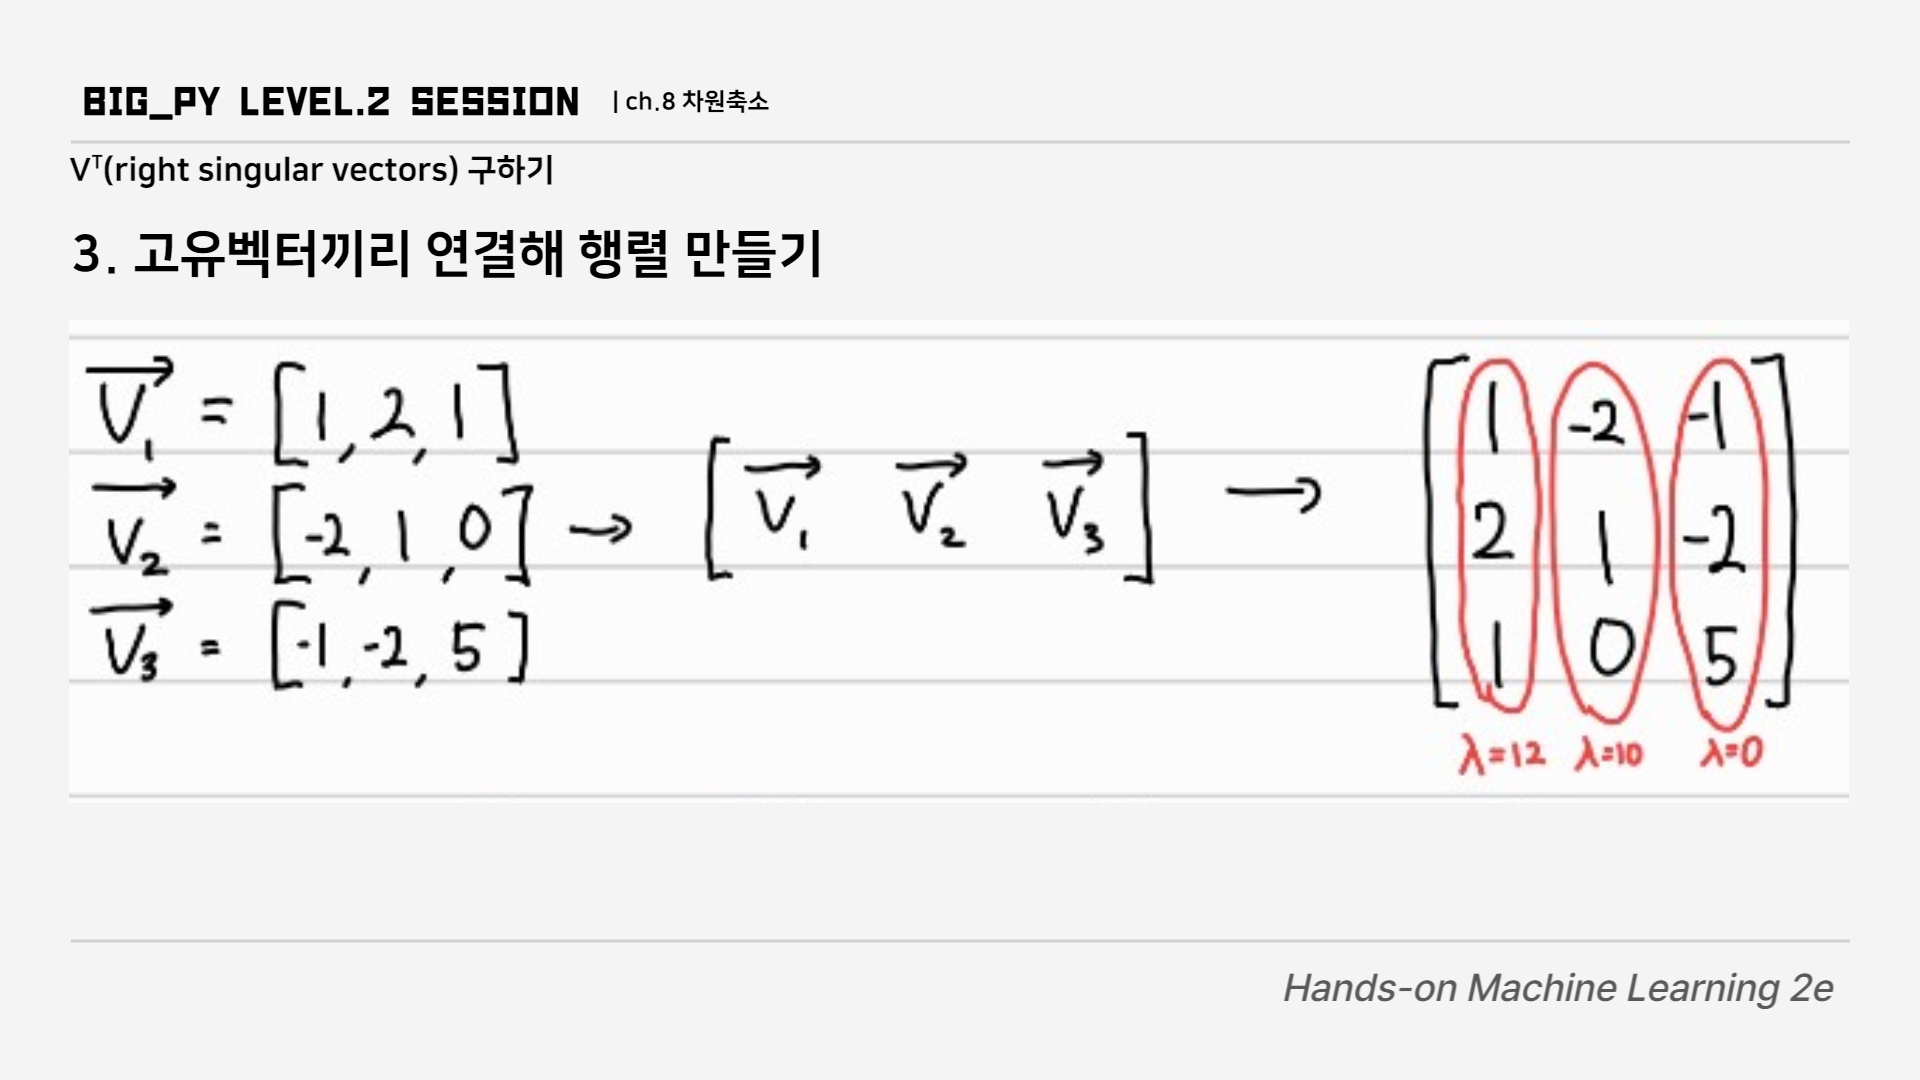 BIG_PY LEVEL.2 SESSION | ch.8 차원축소
Vᵀ(right singular vectors) 구하기
3. 고유벡터끼리 연결해 행렬 만들기
V₁ = [1, 2, 1]
V₂ = [-2, 1, 0] → [V₁ V₂ V₃] →
V₃ = [-1, -2, 5]
1 -2 -1
2 1 -2
1 0 5
λ=12 λ=10 λ=0
Hands-on Machine Learning 2e